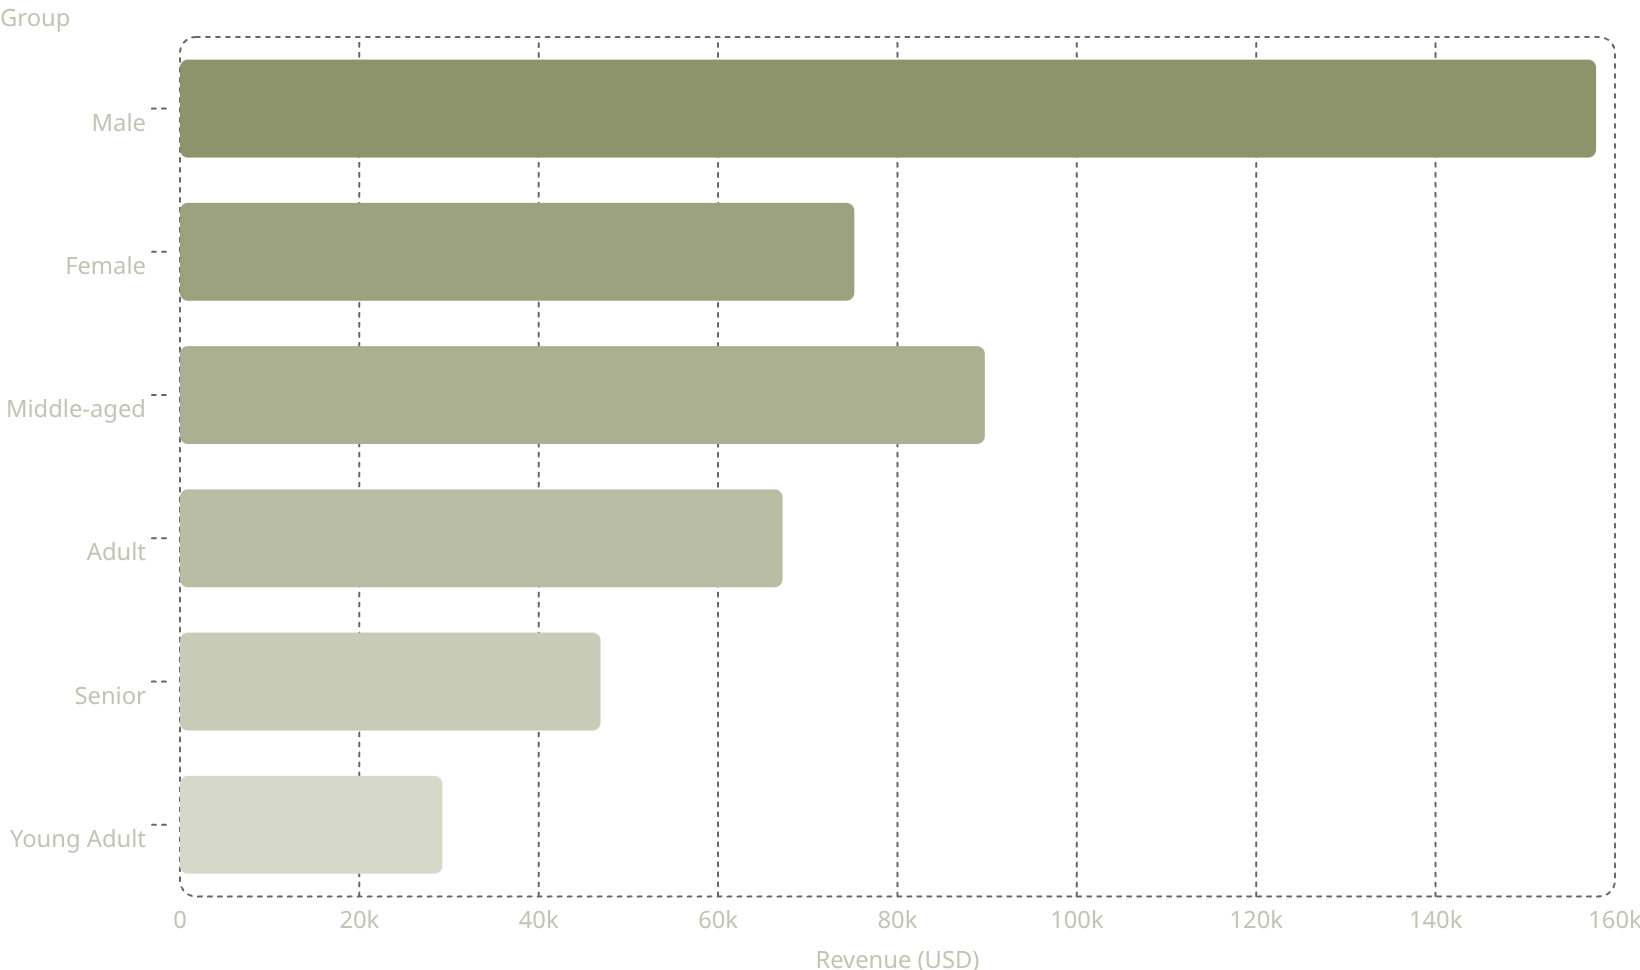 Group
Male
Female
Middle-aged
Adult
Senior
Young Adult
0 20k 40k 60k 80k 100k 120k 140k 160k
Revenue (USD)